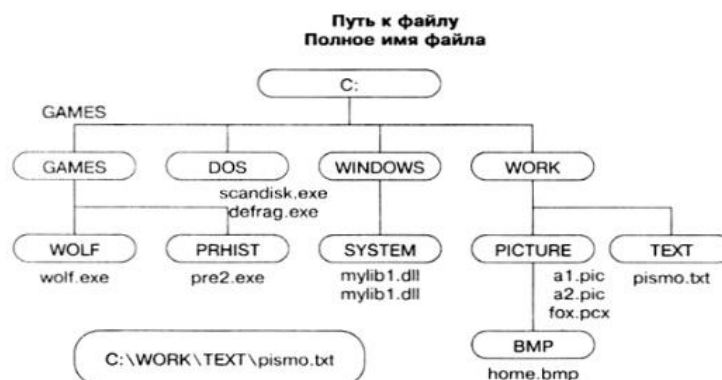 Путь к файлу
Полное имя файла
C:
GAMES
GAMES
DOS
WINDOWS
WORK
scandisk.exe
defrag.exe
WOLF
PRHIST
SYSTEM
PICTURE
TEXT
wolf.exe
pre2.exe
mylib1.dll
mylib1.dll
a1.pic
a2.pic
fox.pcx
pismo.txt
C:\WORK\TEXT\pismo.txt
BMP
home.bmp